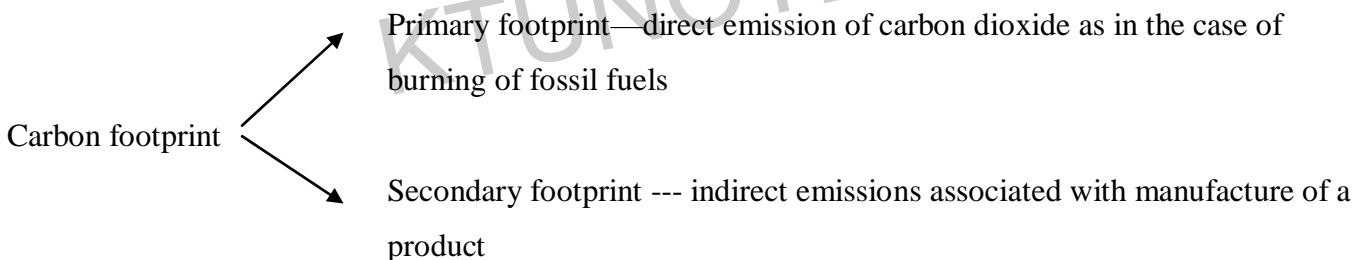 Primary footprint—direct emission of carbon dioxide as in the case of
burning of fossil fuels
Carbon footprint
Secondary footprint --- indirect emissions associated with manufacture of a
product